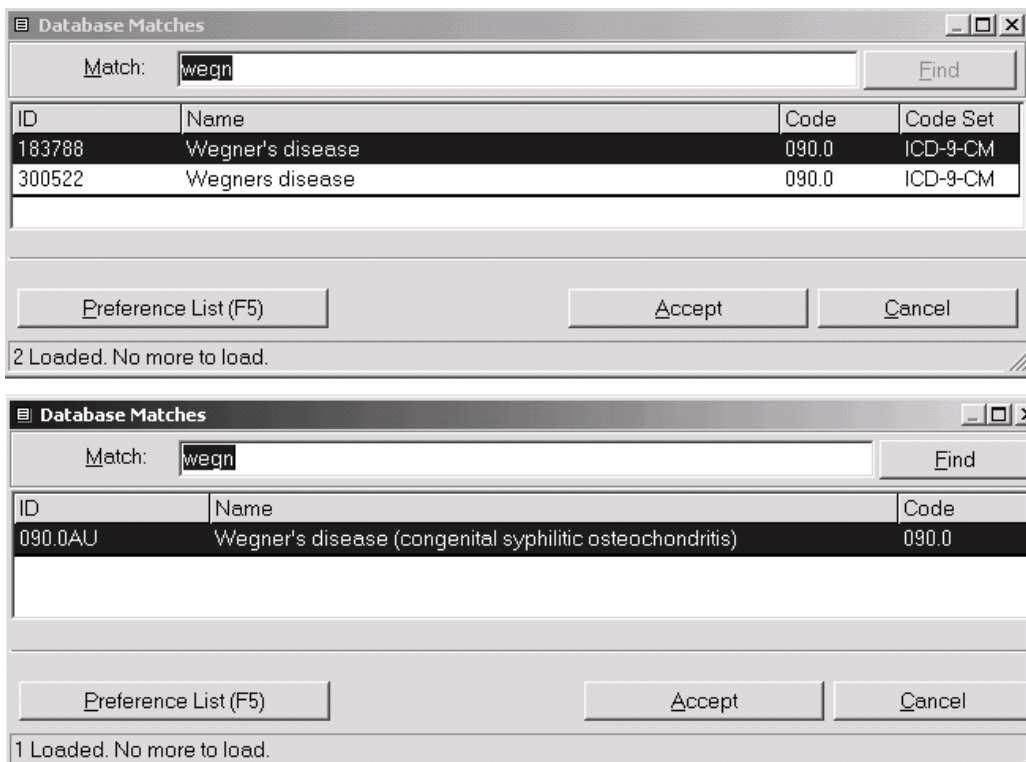 Database Matches
Match: wegn Find
ID Name Code Code Set
183788 Wegner's disease 090.0 ICD-9-CM
300522 Wegners disease 090.0 ICD-9-CM
Preference List (F5) Accept Cancel
2 Loaded. No more to load.
Database Matches
Match: wegn Find
ID Name Code
090.0AU Wegner's disease (congenital syphilitic osteochondritis) 090.0
Preference List (F5) Accept Cancel
1 Loaded. No more to load.